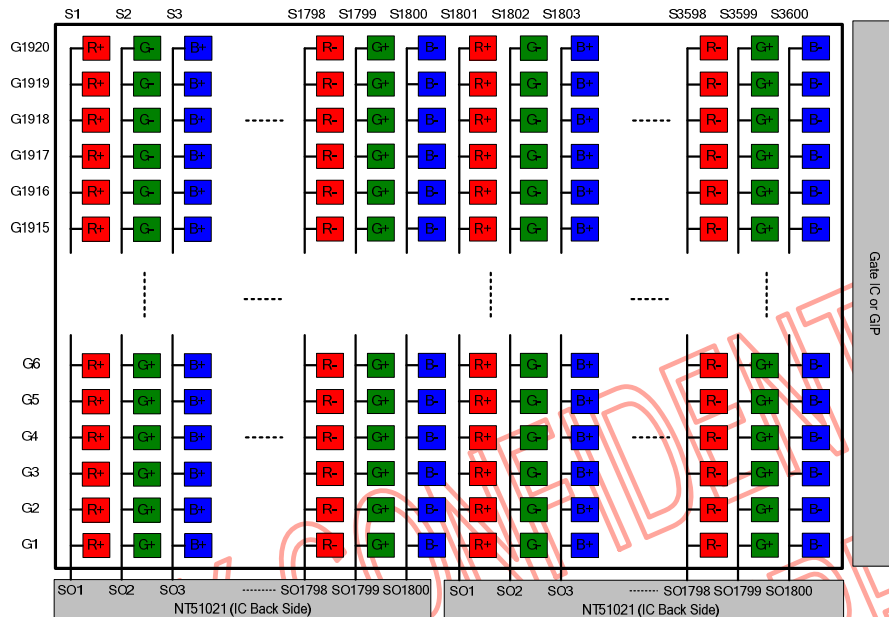 S1 S2 S3 S1798 S1799 S1800 S1801 S1802 S1803 S3598 S3599 S3600
G1920 R+ G- B+ R- G+ B- R+ G- B+ R- G+ B-
G1919 R+ G- B+ R- G+ B- R+ G- B+ R- G+ B-
G1918 R+ G- B+ R- G+ B- R+ G- B+ R- G+ B-
G1917 R+ G- B+ R- G+ B- R+ G- B+ R- G+ B-
G1916 R+ G- B+ R- G+ B- R+ G- B+ R- G+ B-
G1915 R+ G- B+ R- G+ B- R+ G- B+ R- G+ B-
Gate IC or GIP
G6 R+ G+ B+ R- G+ B- R+ G- B+ R- G+ B-
G5 R+ G+ B+ R- G+ B- R+ G- B+ R- G+ B-
G4 R+ G+ B+ R- G+ B- R+ G- B+ R- G+ B-
G3 R+ G+ B+ R- G+ B- R+ G- B+ R- G+ B-
G2 R+ G+ B+ R- G+ B- R+ G- B+ R- G+ B-
G1 R+ G+ B+ R- G+ B- R+ G- B+ R- G+ B-
SO1 SO2 SO3 SO1798 SO1799 SO1800 SO1 SO2 SO3 SO1798 SO1799 SO1800
NT51021 (IC Back Side) NT51021 (IC Back Side)